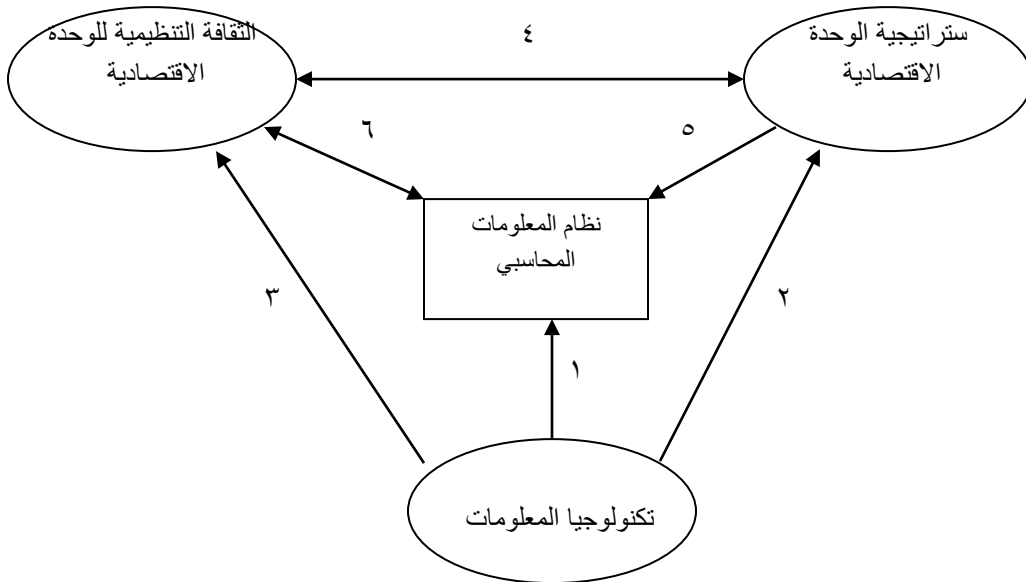 ستراتيجية الوحدة
الاقتصادية
٤
الثقافة التنظيمية للوحدة
الاقتصادية
٥
٦
نظام المعلومات
المحاسبي
٢
٣
١
تكنولوجيا المعلومات